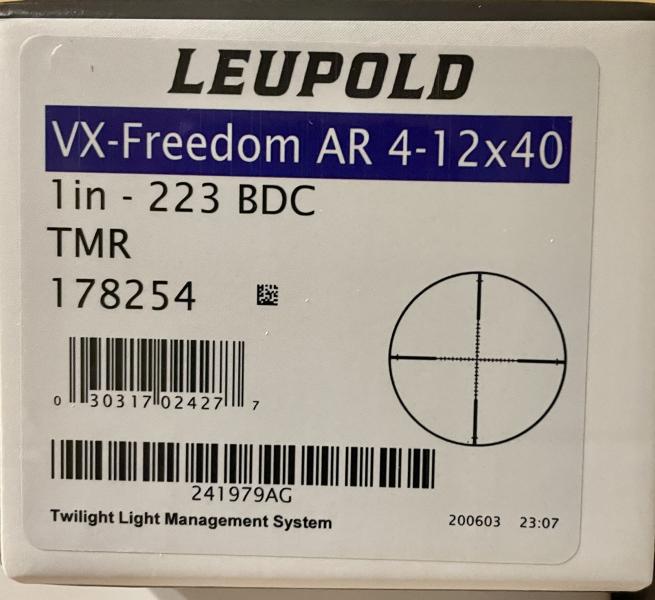 LEUPOLD
VX-Freedom AR 4-12x40
1in - 223 BDC
TMR
178254
0 30317 02427 7
241979AG
Twilight Light Management System
200603 23:07